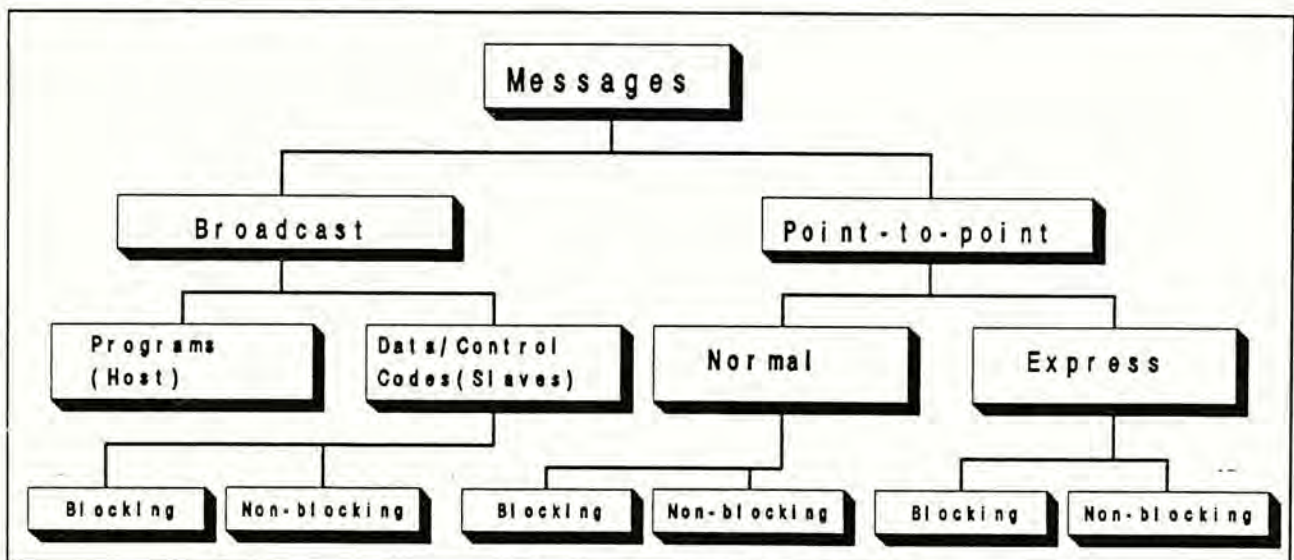 Messages
Broadcast
Point-to-point
Programs
(Host)
Data/Control
Codes(Slaves)
Normal
Express
Blocking
Non-blocking
Blocking
Non-blocking
Blocking
Non-blocking